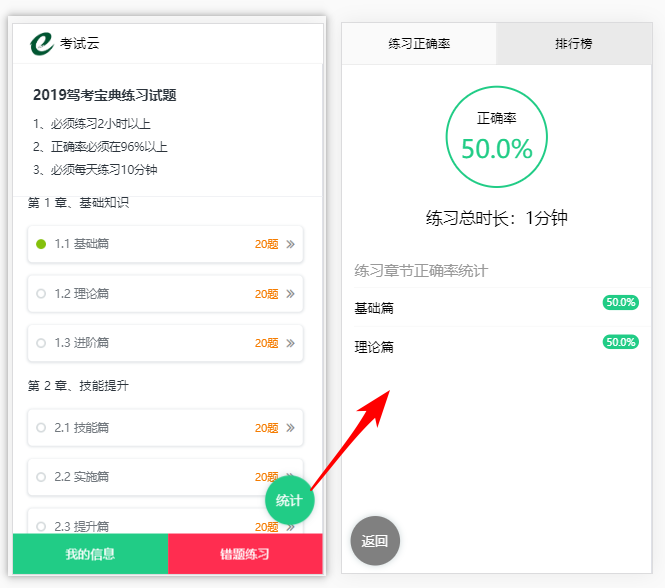 考试云
2019驾考宝典练习试题
1、必须练习2小时以上
2、正确率必须在96%以上
3、必须每天练习10分钟
第 1 章、基础知识
1.1 基础篇 20题
1.2 理论篇 20题
1.3 进阶篇 20题
第 2 章、技能提升
2.1 技能篇 20题
2.2 实施篇 20题
统计
2.3 提升篇 20题
我的信息 错题练习
练习正确率 排行榜
正确率
50.0%
练习总时长：1分钟
练习章节正确率统计
基础篇 50.0%
理论篇 50.0%
返回